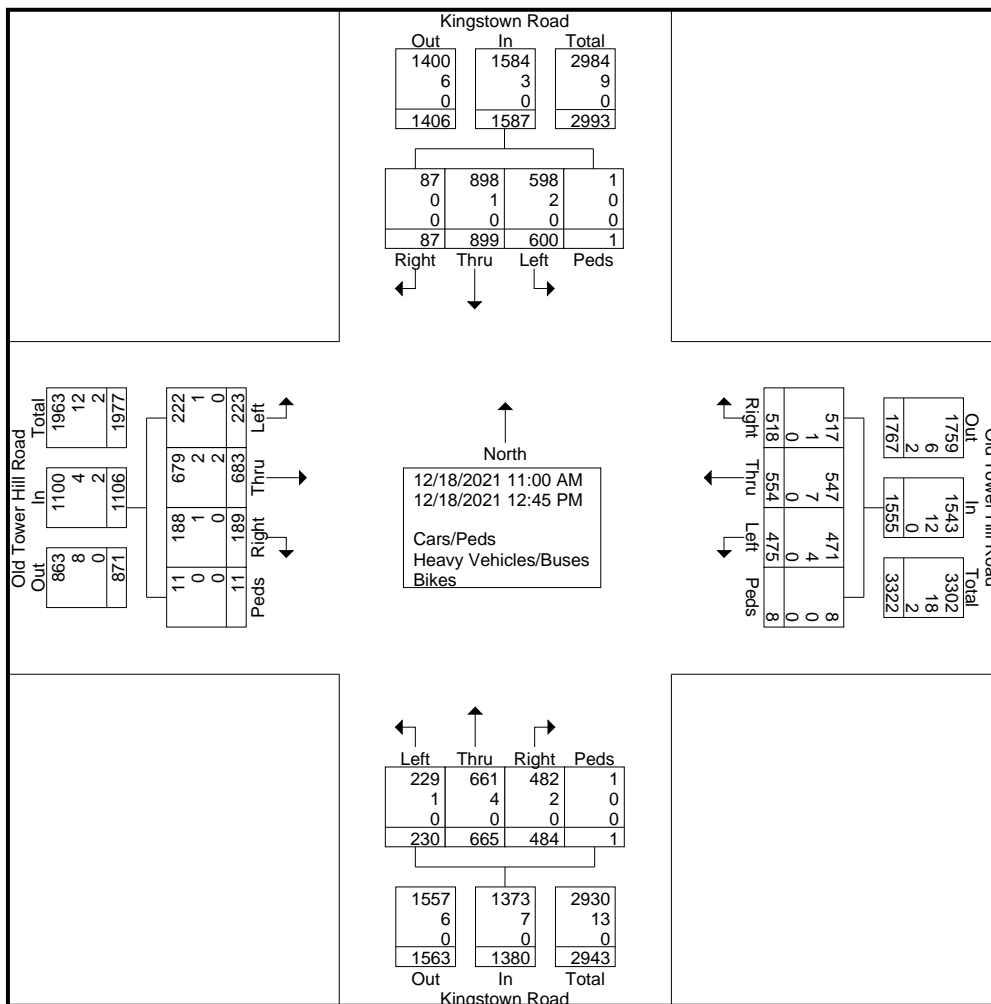 Kingstown Road
Out In Total
1400 1584 2984
6 3 9
0 0 0
1406 1587 2993
87 898 598 1
0 1 2 0
0 0 0 0
87 899 600 1
Right Thru Left Peds
Old Tower Hill Road
Total In Out
1963 1100 863
12 4 8
2 2 0
1977 1106 871
222 679 188 11
1 2 1 0
0 2 0 0
223 683 189 11
Left Thru Right Peds
North
12/18/2021 11:00 AM
12/18/2021 12:45 PM
Cars/Peds
Heavy Vehicles/Buses
Bikes
Right Thru Left Peds
518 554 475 8
0 0 0 0
1 7 4 0
517 547 471 8
1767 1555 3322
2 0 2
6 12 18
1759 1543 3302
Out In Total
Old Tower Hill Road
Left Thru Right Peds
229 661 482 1
1 4 2 0
0 0 0 0
230 665 484 1
1557 1373 2930
6 7 13
0 0 0
1563 1380 2943
Out In Total
Kingstown Road